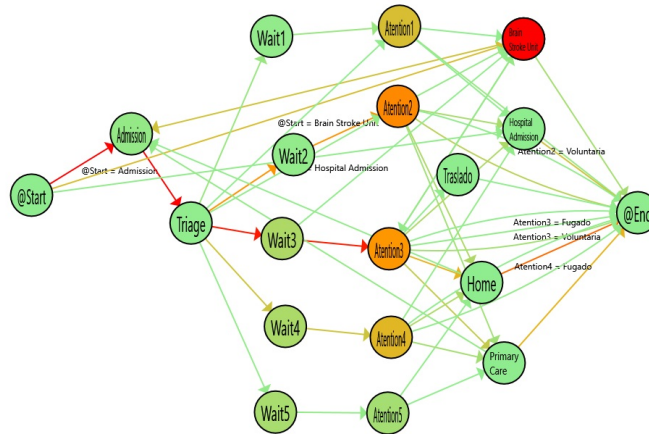 Wait1
Atention1
Brain
Stroke Unit
Admission
Atention2
@Start = Brain Stroke Unit
Hospital
Admission
Wait2
Atention2 = Voluntaria
@Start = Admission
= Hospital Admission
Traslado
@Start
Triage
@End
Wait3
Atention3
Atention3 = Fugado
Atention3 = Voluntaria
Atention4 = Fugado
Home
Wait4
Atention4
Primary
Care
Wait5
Atention5